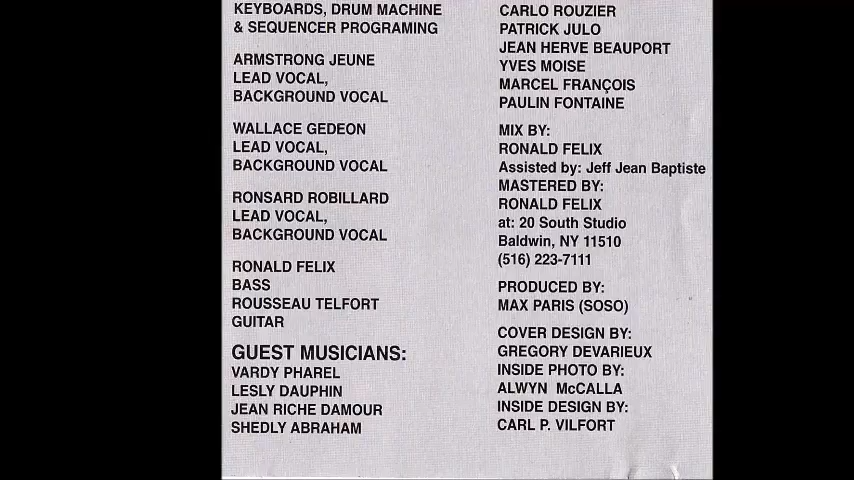 KEYBOARDS, DRUM MACHINE
& SEQUENCER PROGRAMING
ARMSTRONG JEUNE
LEAD VOCAL,
BACKGROUND VOCAL
WALLACE GEDEON
LEAD VOCAL,
BACKGROUND VOCAL
RONSARD ROBILLARD
LEAD VOCAL,
BACKGROUND VOCAL
RONALD FELIX
BASS
ROUSSEAU TELFORT
GUITAR
GUEST MUSICIANS:
VARDY PHAREL
LESLY DAUPHIN
JEAN RICHE DAMOUR
SHEDLY ABRAHAM
CARLO ROUZIER
PATRICK JULO
JEAN HERVE BEAUPORT
YVES MOISE
MARCEL FRANÇOIS
PAULIN FONTAINE
MIX BY:
RONALD FELIX
Assisted by: Jeff Jean Baptiste
MASTERED BY:
RONALD FELIX
at: 20 South Studio
Baldwin, NY 11510
(516) 223-7111
PRODUCED BY:
MAX PARIS (SOSO)
COVER DESIGN BY:
GREGORY DEVARIEUX
INSIDE PHOTO BY:
ALWYN McCALLA
INSIDE DESIGN BY:
CARL P. VILFORT